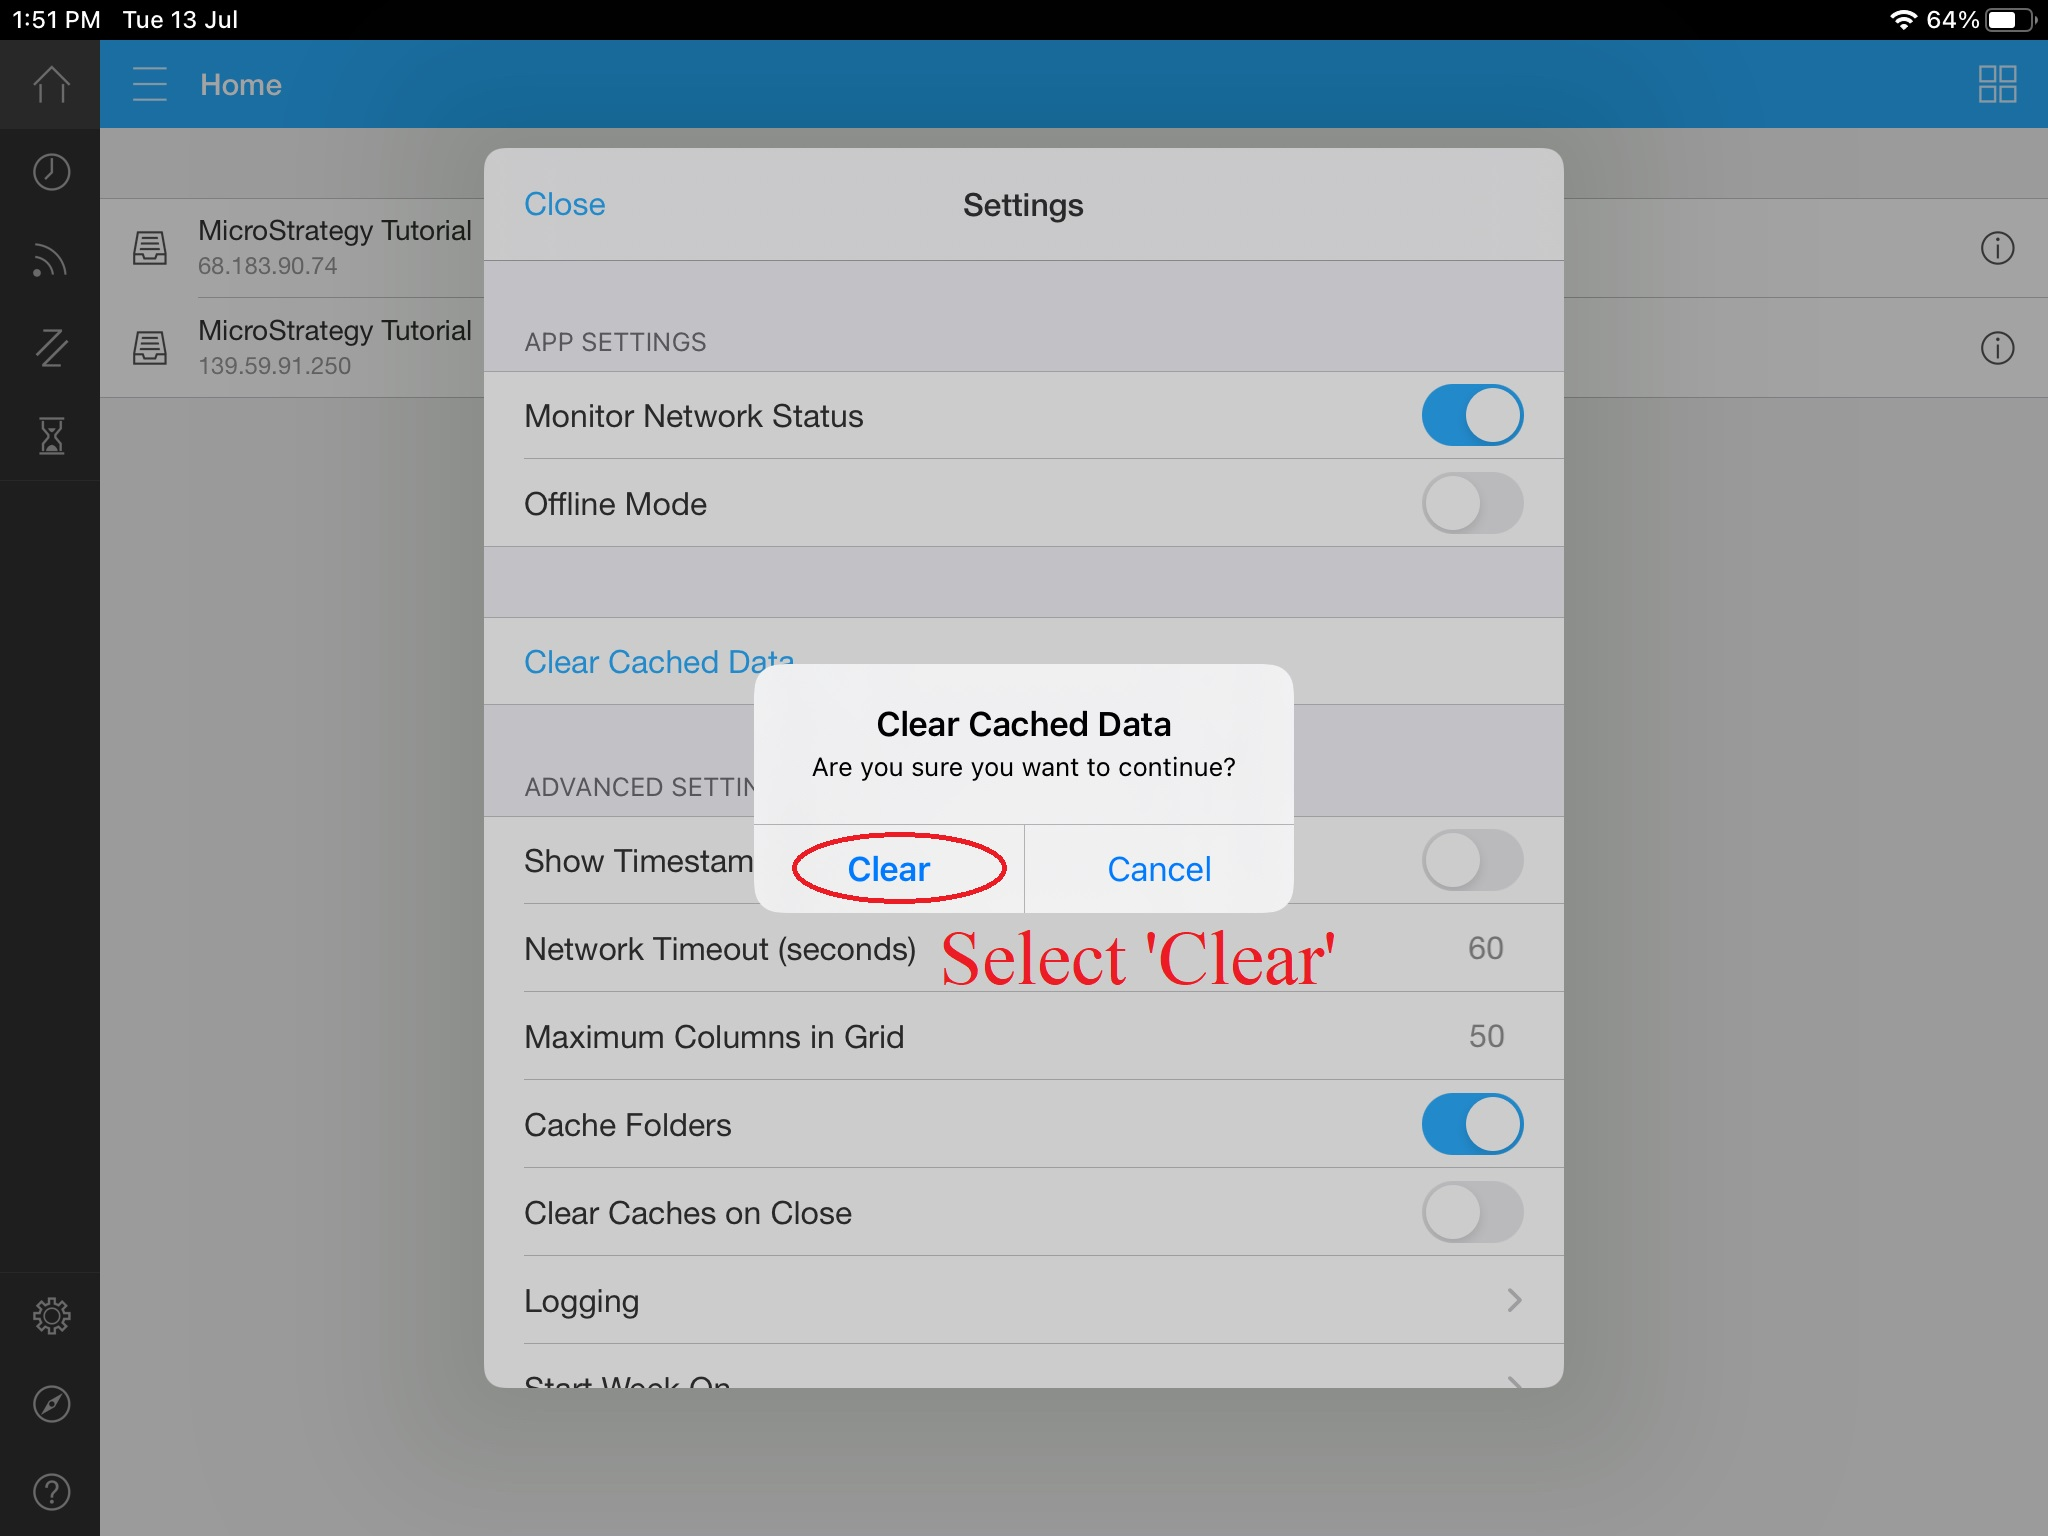 1:51 PM Tue 13 Jul 64%
Home
MicroStrategy Tutorial
68.183.90.74
MicroStrategy Tutorial
139.59.91.250
Close Settings
APP SETTINGS
Monitor Network Status
Offline Mode
Clear Cached Data
Clear Cached Data
Are you sure you want to continue?
Clear Cancel
ADVANCED SETTIN
Show Timestam
Select 'Clear'
Network Timeout (seconds) 60
Maximum Columns in Grid 50
Cache Folders
Clear Caches on Close
Logging
Start Week On